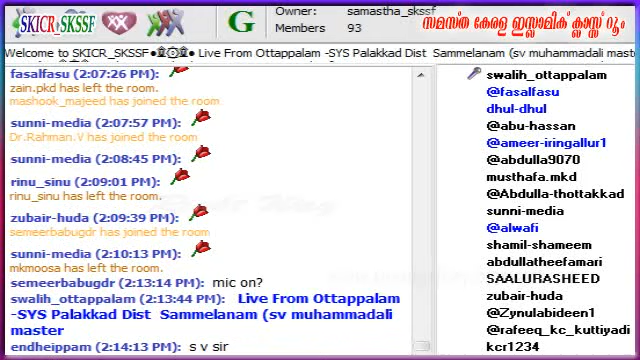 SKICR_SKSSF
G
Owner: samastha_skssf
Members 93
സമസ്ത കേരള ഇസ്ലാമിക് ക്ലാസ്സ് റൂം
Welcome to SKICR_SKSSF Live From Ottappalam -SYS Palakkad Dist Sammelanam (sv muhammadali master
fasalfasu (2:07:26 PM):
zain.pkd has left the room.
mashook_majeed has joined the room
sunni-media (2:07:57 PM):
Dr.Rahman.V has joined the room
sunni-media (2:08:45 PM):
rinu_sinu (2:09:01 PM):
rinu_sinu has left the room.
zubair-huda (2:09:39 PM):
semeerbabugdr has joined the room
sunni-media (2:10:13 PM):
mkmoosa has left the room.
semeerbabugdr (2:13:14 PM): mic on?
swalih_ottappalam (2:13:44 PM): Live From Ottappalam
-SYS Palakkad Dist Sammelanam (sv muhammadali
master
endheippam (2:14:13 PM): s v sir
swalih_ottappalam
@fasalfasu
dhul-dhul
@abu-hassan
@ameer-iringallur1
@abdulla9070
musthafa.mkd
@Abdulla-thottakkad
sunni-media
@alwafi
shamil-shameem
abdullatheefamari
SAALURASHEED
zubair-huda
@Zynulabideen1
@rafeeq_kc_kuttiyadi
kcr1234